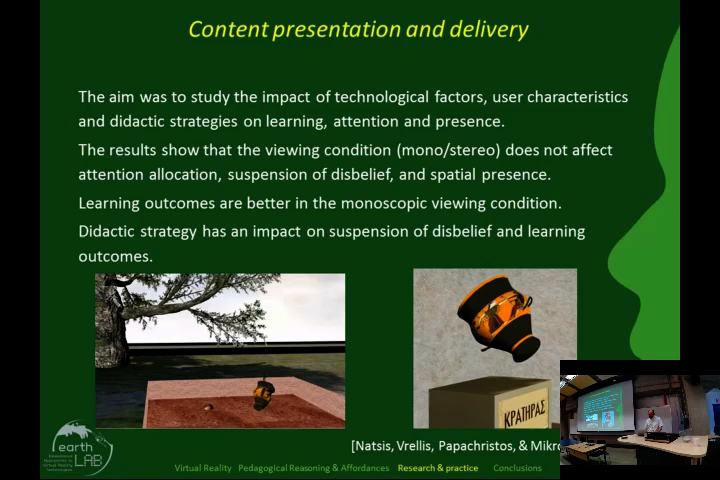 Content presentation and delivery
The aim was to study the impact of technological factors, user characteristics
and didactic strategies on learning, attention and presence.
The results show that the viewing condition (mono/stereo) does not affect
attention allocation, suspension of disbelief, and spatial presence.
Learning outcomes are better in the monoscopic viewing condition.
Didactic strategy has an impact on suspension of disbelief and learning
outcomes.
ΚΡΑΤΗΡΑΣ
[Natsis, Vrellis, Papachristos, & Mikro
earth
LAB
Virtual Reality Pedagogical Reasoning & Affordances Research & practice Conclusions